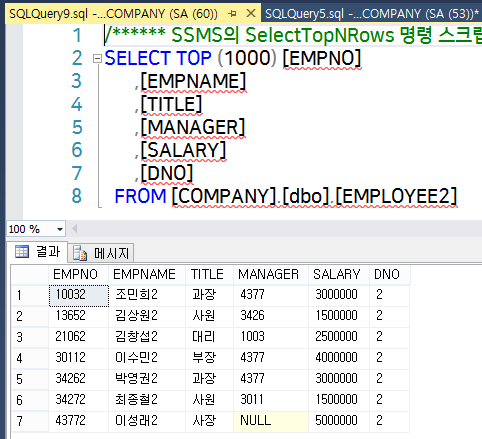 SQLQuery9.sql -...COMPANY (SA (60)) SQLQuery5.sql -...COMPANY (SA (53))*
1 /****** SSMS의 SelectTopNRows 명령 스크립
2 SELECT TOP (1000) [EMPNO]
3 ,[EMPNAME]
4 ,[TITLE]
5 ,[MANAGER]
6 ,[SALARY]
7 ,[DNO]
8 FROM [COMPANY].[dbo].[EMPLOYEE2]
100 %
결과 메시지
EMPNO EMPNAME TITLE MANAGER SALARY DNO
1 10032 조민희2 과장 4377 3000000 2
2 13652 김상원2 사원 3426 1500000 2
3 21062 김창섭2 대리 1003 2500000 2
4 30112 이수민2 부장 4377 4000000 2
5 34262 박영권2 과장 4377 3000000 2
6 34272 최종철2 사원 3011 1500000 2
7 43772 이성래2 사장 NULL 5000000 2